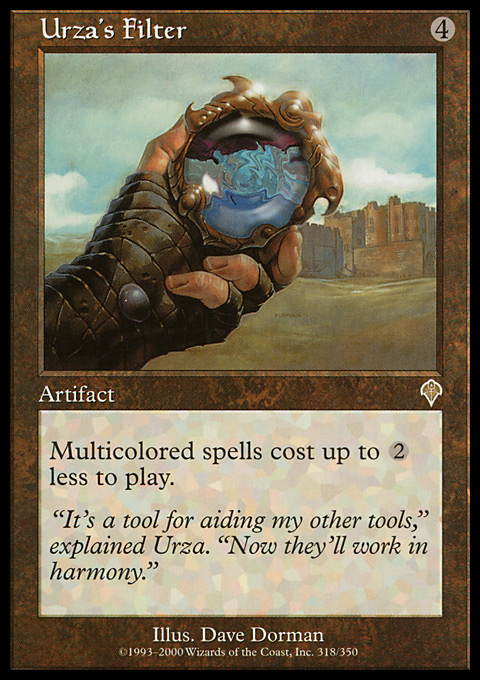 Urza's Filter 4
Artifact
Multicolored spells cost up to 2
less to play.
"It's a tool for aiding my other tools,"
explained Urza. "Now they'll work in
harmony."
Illus. Dave Dorman
©1993–2000 Wizards of the Coast, Inc. 318/350